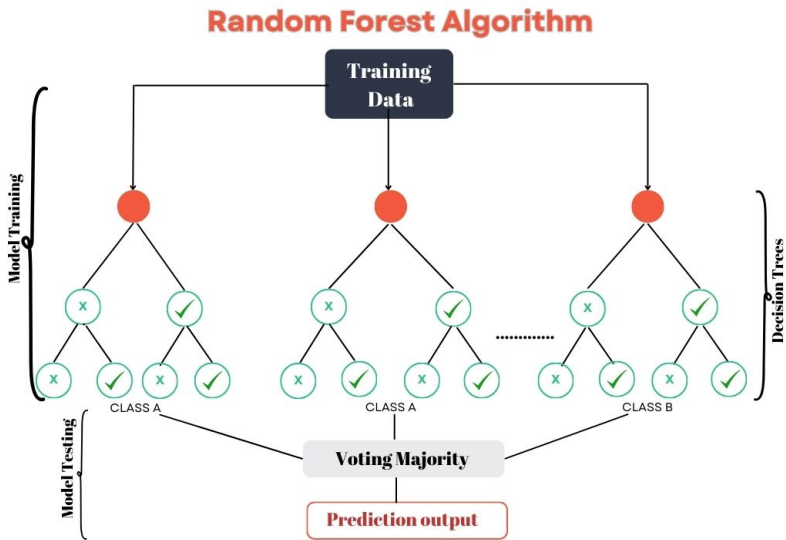 Random Forest Algorithm
Training
Data
Model Training
Decision Trees
x
x
x
x
x
x
x
x
x
.............
CLASS A
CLASS A
CLASS B
Model Testing
Voting Majority
Prediction output